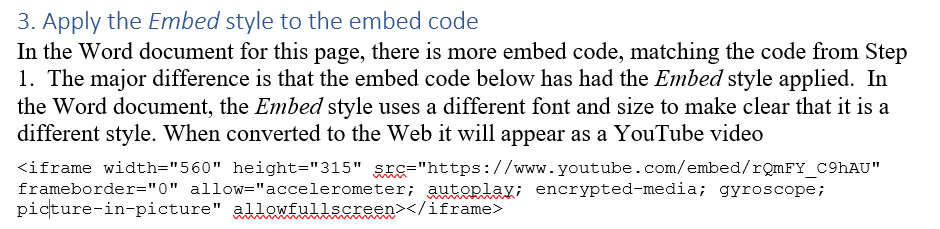 3. Apply the Embed style to the embed code
In the Word document for this page, there is more embed code, matching the code from Step
1.  The major difference is that the embed code below has had the Embed style applied.  In
the Word document, the Embed style uses a different font and size to make clear that it is a
different style. When converted to the Web it will appear as a YouTube video
<iframe width="560" height="315" src="https://www.youtube.com/embed/rQmFY_C9hAU"
frameborder="0" allow="accelerometer; autoplay; encrypted-media; gyroscope;
picture-in-picture" allowfullscreen></iframe>